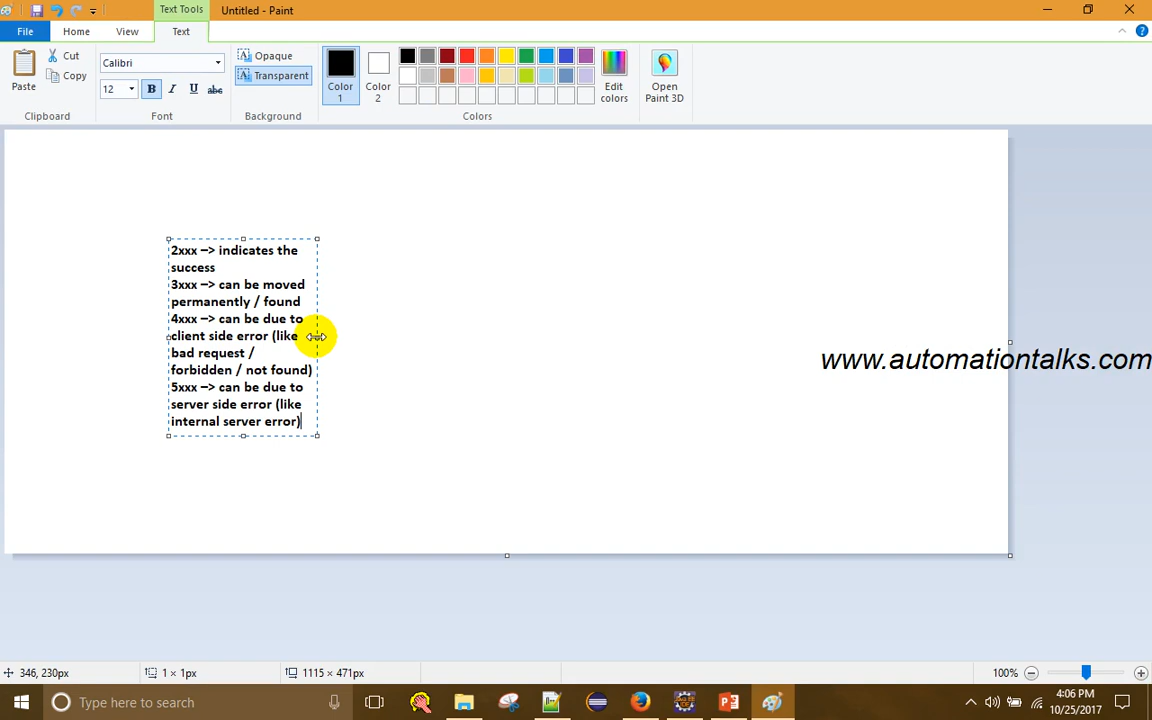 Text Tools
Untitled - Paint
File
Home
View
Text
Paste
Cut
Copy
Clipboard
Calibri
12
B
I
U
abc
Font
Opaque
Transparent
Background
Color 1
Color 2
Edit colors
Colors
Open Paint 3D
2xxx –> indicates the
success
3xxx –> can be moved
permanently / found
4xxx –> can be due to
client side error (like
bad request /
forbidden / not found)
5xxx –> can be due to
server side error (like
internal server error)
www.automationtalks.com
346, 230px
1 × 1px
1115 × 471px
100%
Type here to search
4:06 PM
10/25/2017